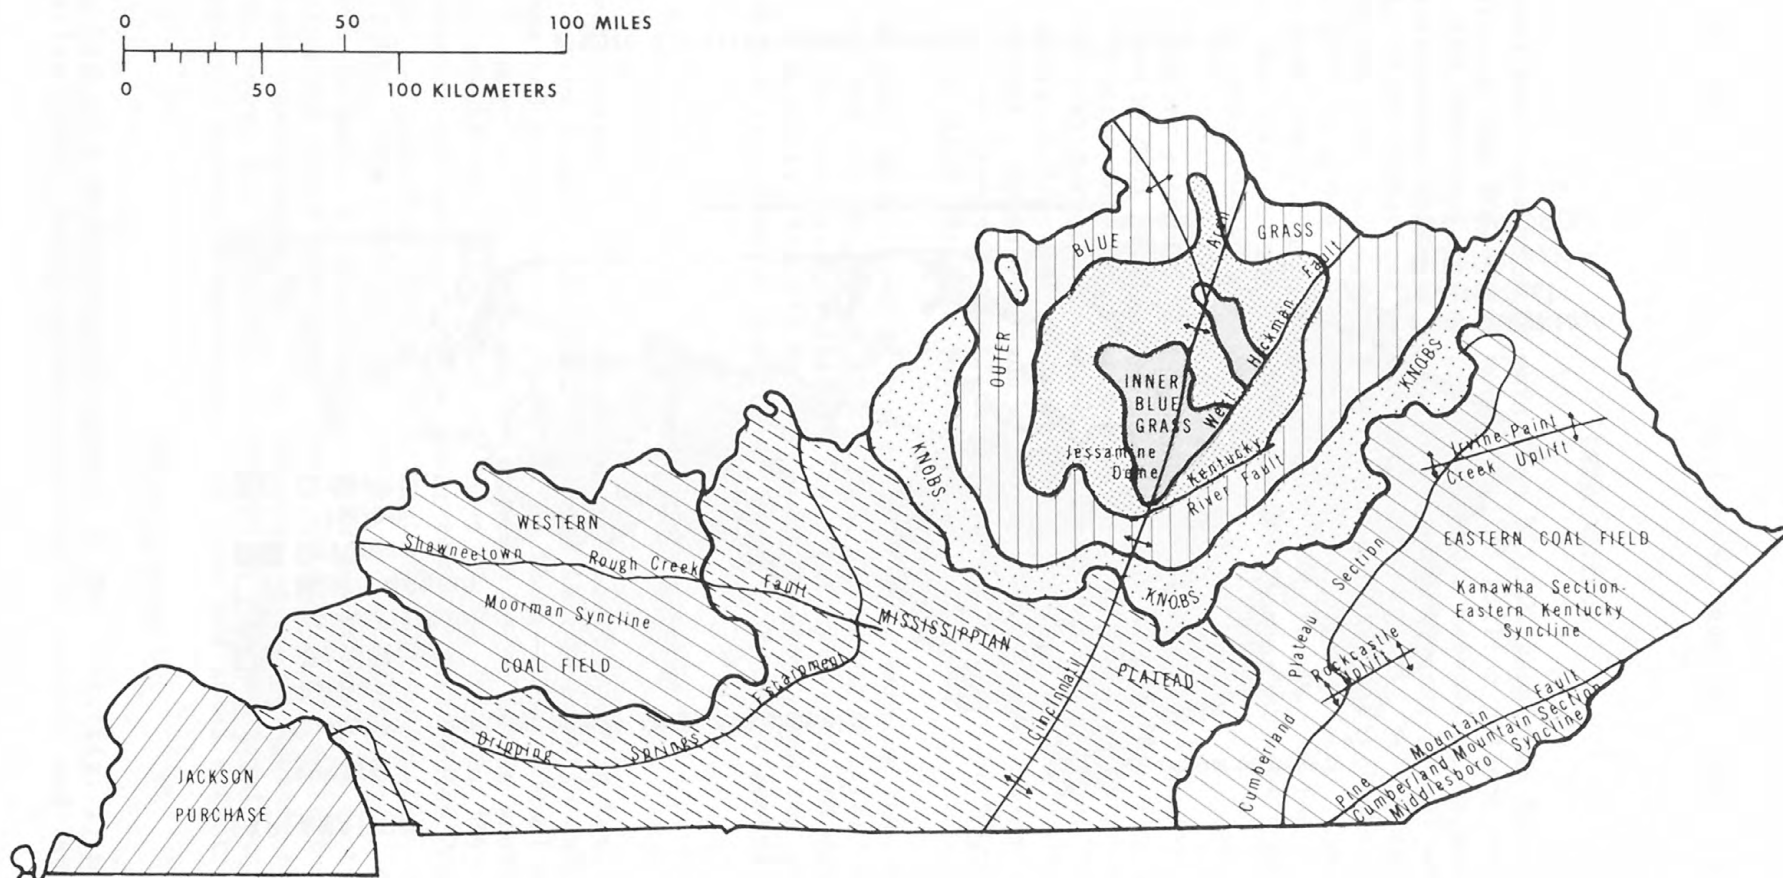 0 50 100 MILES
0 50 100 KILOMETERS
BLUE
GRASS
Arch
OUTER
West Hickman Fault
INNER
BLUE
GRASS
Jessamine
Dome
Kentucky
River Fault
KNOBS
KNOBS
KNOBS
Irvine-Paint
Creek Uplift
WESTERN
Shawneetown Rough Creek Fault
Moorman Syncline
COAL FIELD
MISSISSIPPIAN
PLATEAU
Cincinnati
Dripping Springs Escarpment
EASTERN COAL FIELD
Kanawha Section-
Eastern Kentucky
Syncline
Cumberland Plateau Section
Rockcastle
Uplift
Pine Mountain Fault
Cumberland Mountain Section
Middlesboro Syncline
JACKSON
PURCHASE